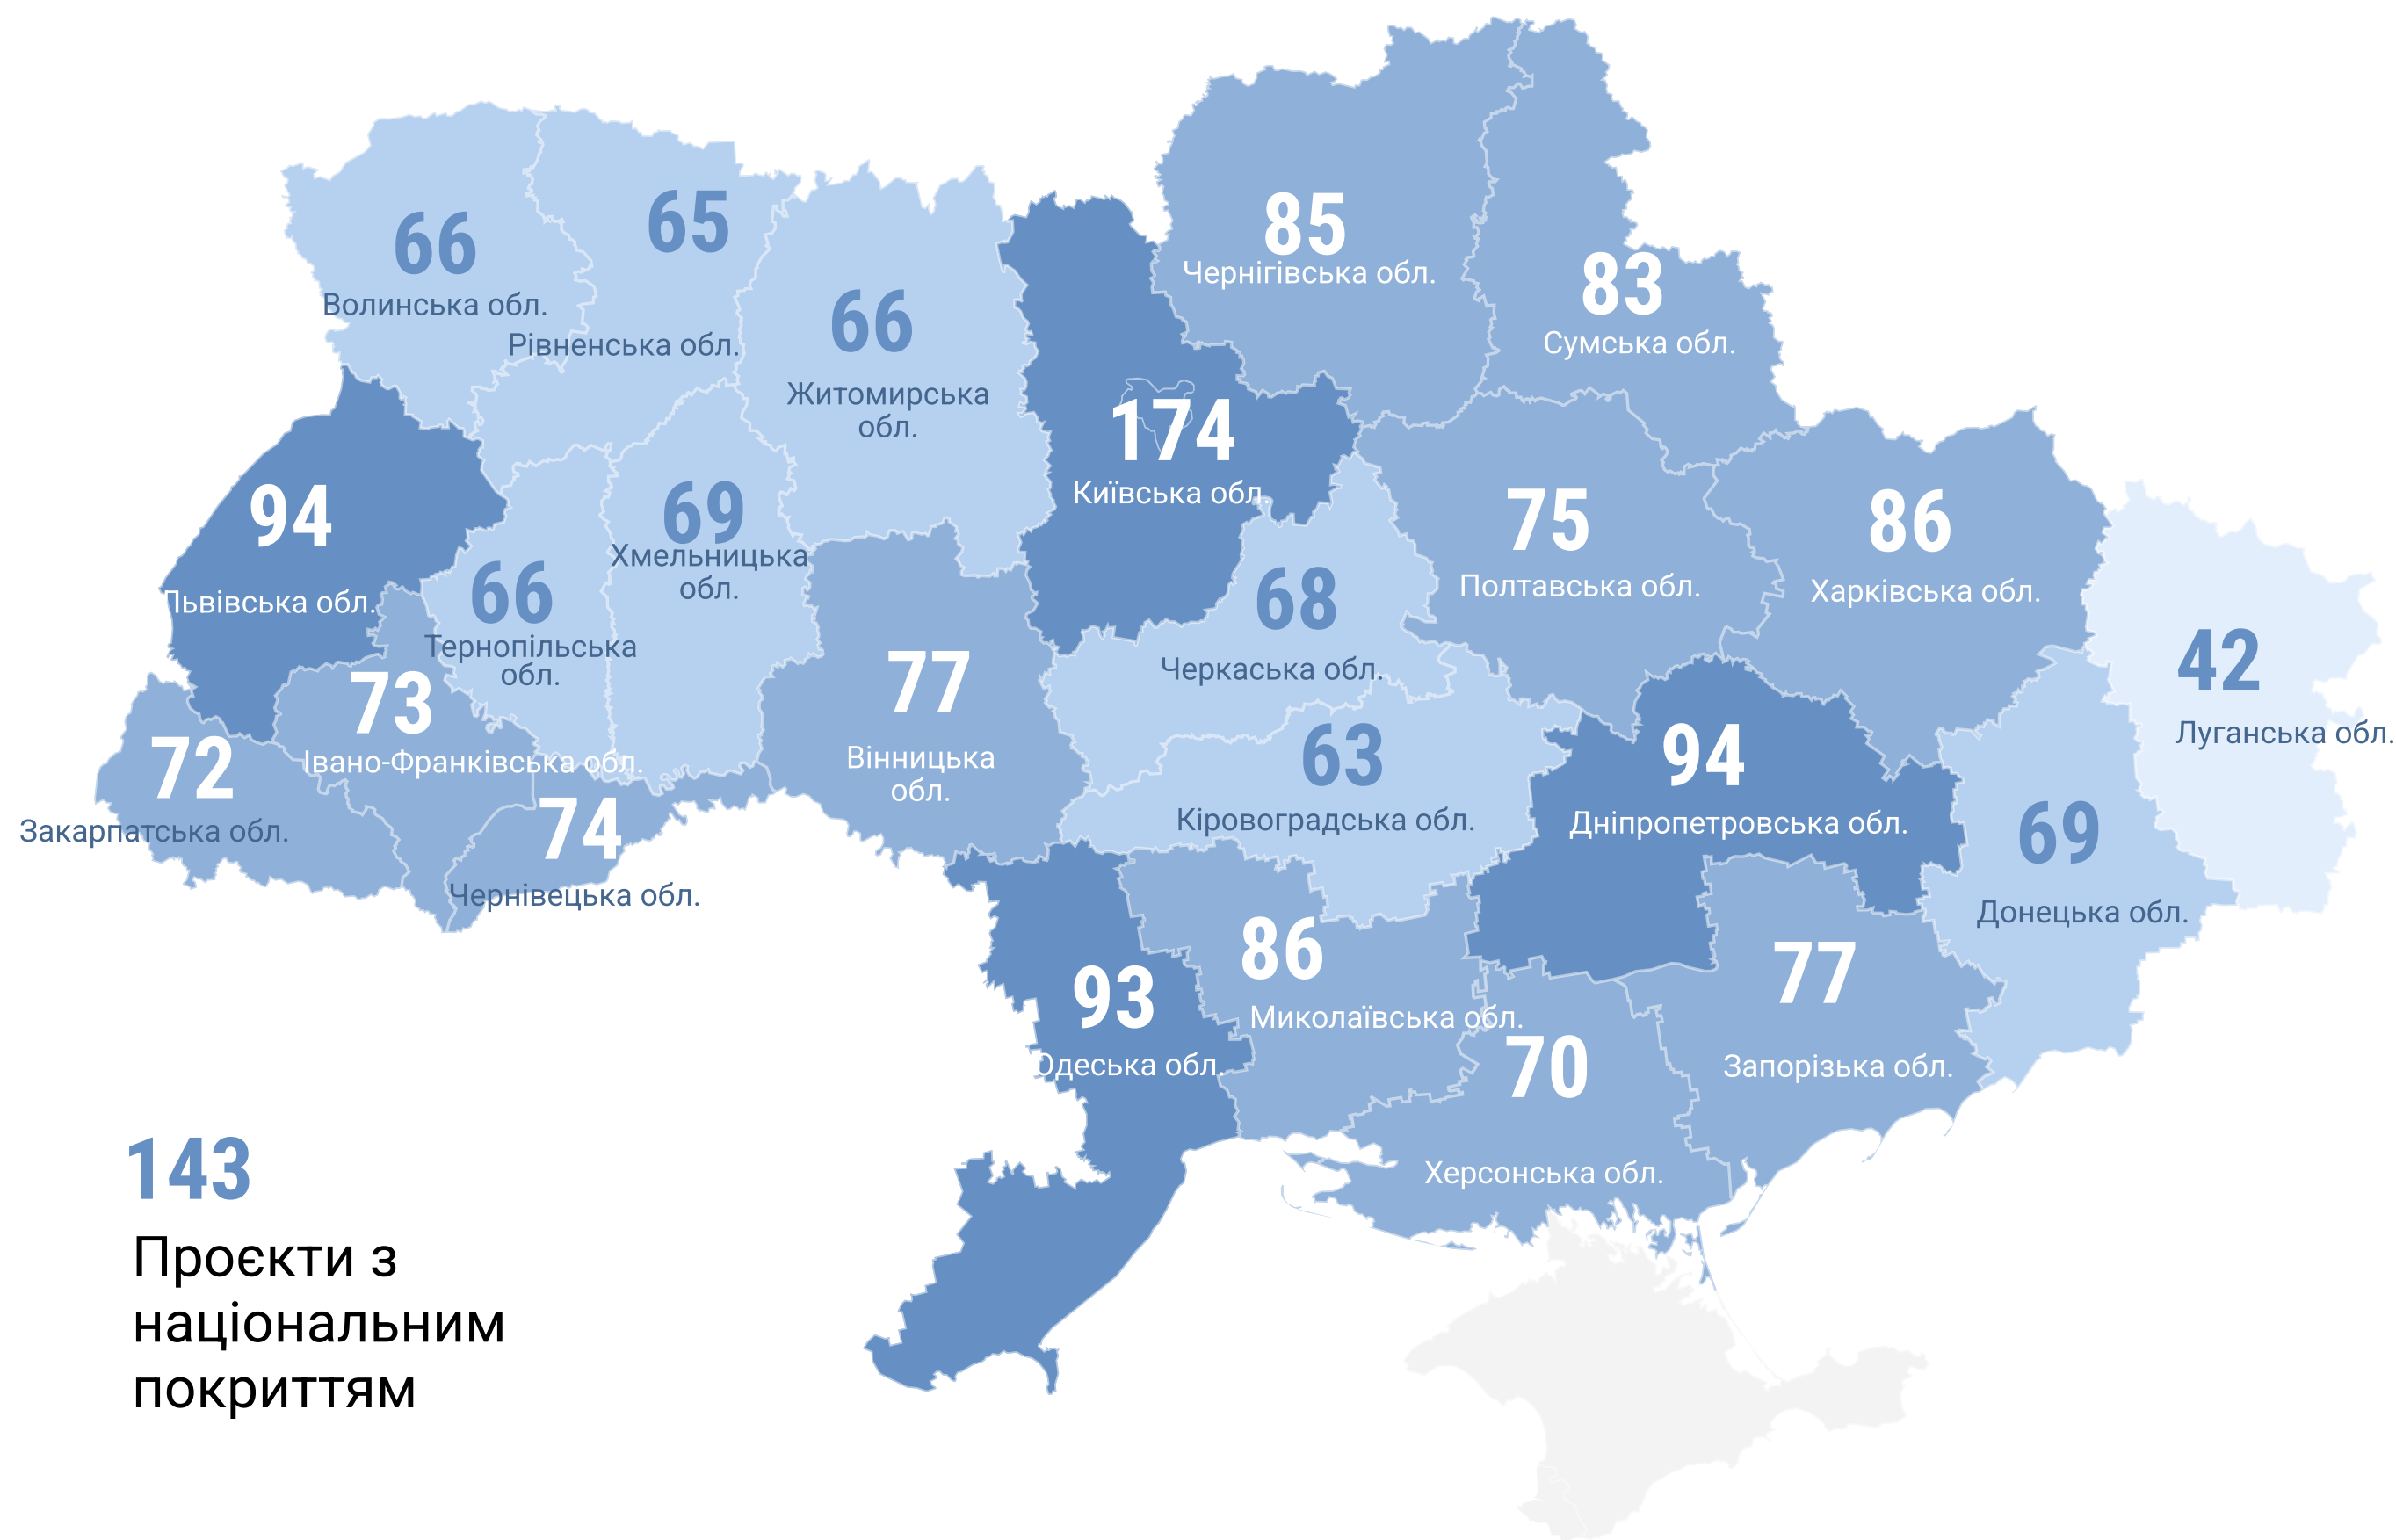 66
Волинська обл.
65
Рівненська обл.
66
Житомирська
обл.
174
Київська обл.
85
Чернігівська обл.
83
Сумська обл.
94
Львівська обл.
66
Тернопільська
обл.
69
Хмельницька
обл.
77
Вінницька
обл.
68
Черкаська обл.
75
Полтавська обл.
86
Харківська обл.
42
Луганська обл.
72
Закарпатська обл.
73
Івано-Франківська обл.
74
Чернівецька обл.
63
Кіровоградська обл.
94
Дніпропетровська обл.
69
Донецька обл.
93
Одеська обл.
86
Миколаївська обл.
70
Херсонська обл.
77
Запорізька обл.
143
Проєкти з
національним
покриттям